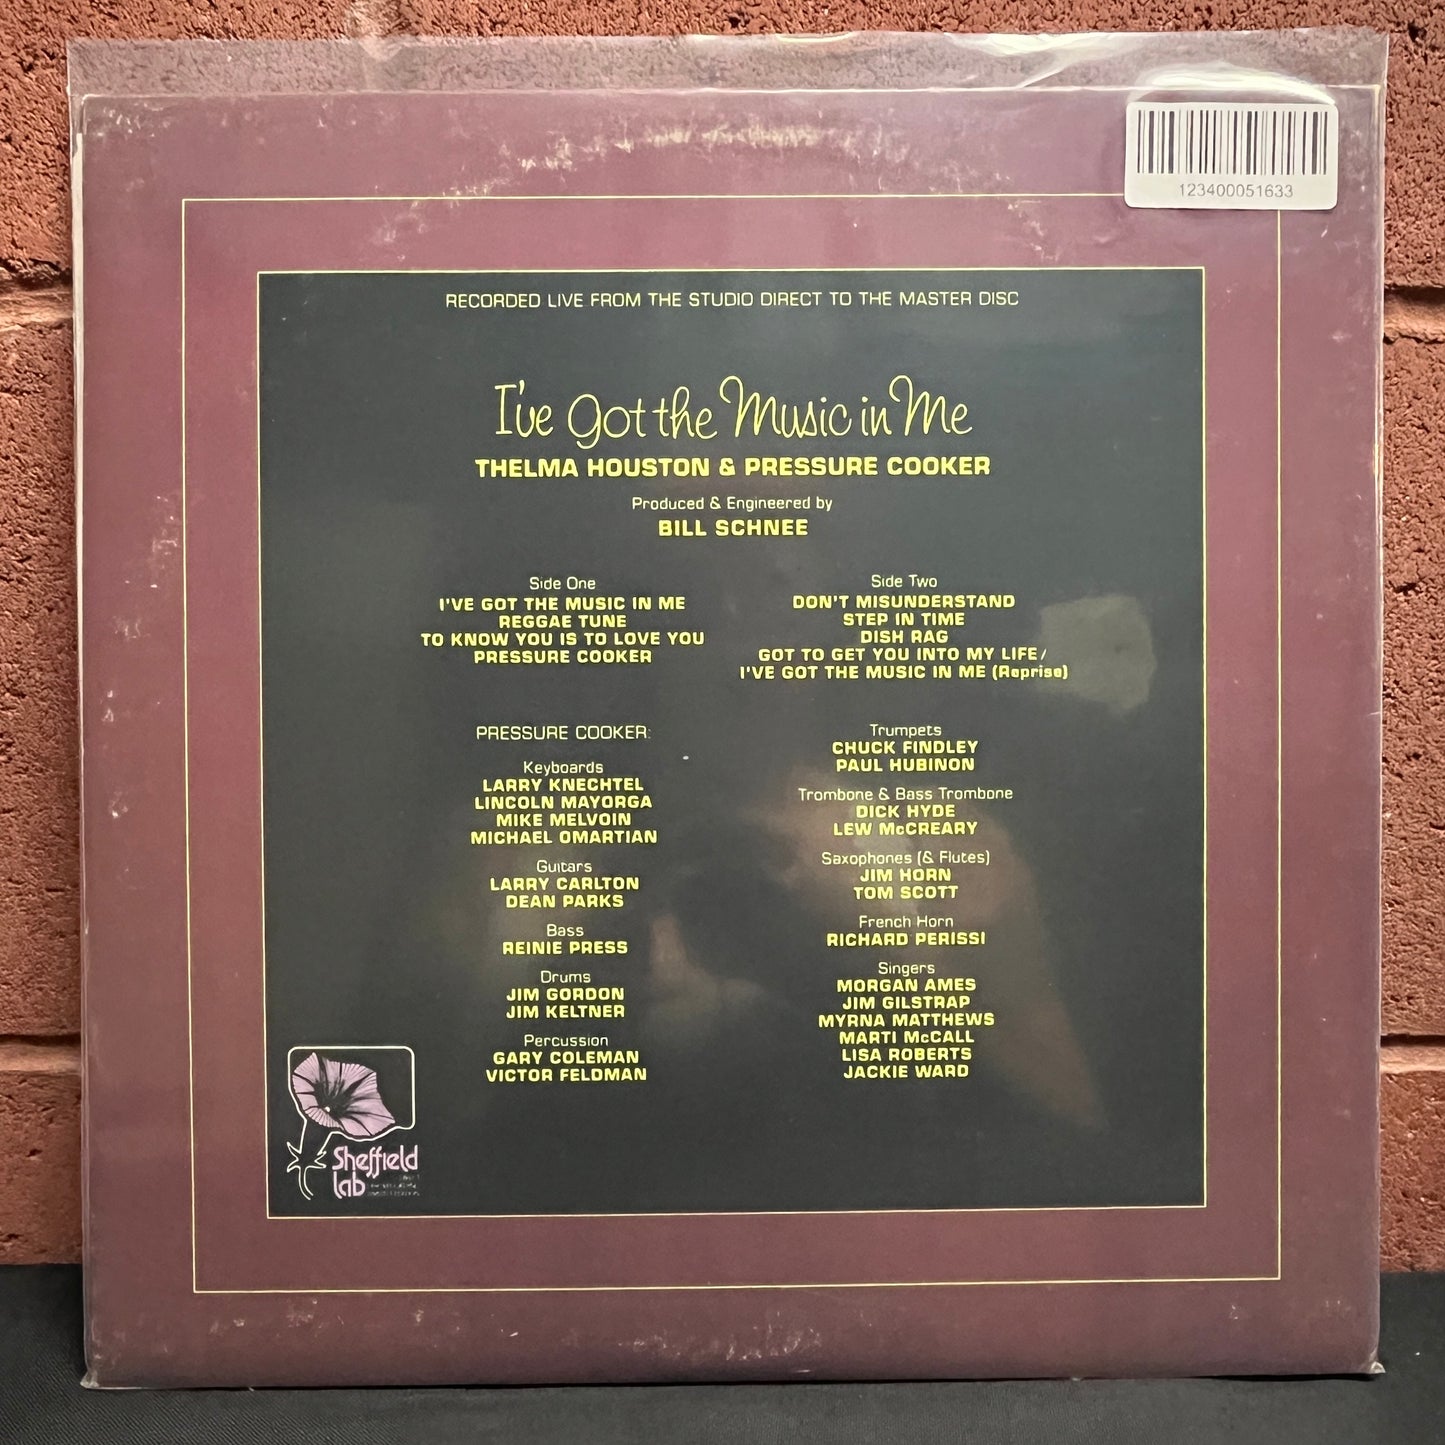 123400051633
RECORDED LIVE FROM THE STUDIO DIRECT TO THE MASTER DISC
I've Got the Music in Me
THELMA HOUSTON & PRESSURE COOKER
Produced & Engineered by
BILL SCHNEE
Side One
I'VE GOT THE MUSIC IN ME
REGGAE TUNE
TO KNOW YOU IS TO LOVE YOU
PRESSURE COOKER
Side Two
DON'T MISUNDERSTAND
STEP IN TIME
DISH RAG
GOT TO GET YOU INTO MY LIFE/
I'VE GOT THE MUSIC IN ME (Reprise)
PRESSURE COOKER:
Keyboards
LARRY KNECHTEL
LINCOLN MAYORGA
MIKE MELVOIN
MICHAEL OMARTIAN
Guitars
LARRY CARLTON
DEAN PARKS
Bass
REINIE PRESS
Drums
JIM GORDON
JIM KELTNER
Percussion
GARY COLEMAN
VICTOR FELDMAN
Trumpets
CHUCK FINDLEY
PAUL HUBINON
Trombone & Bass Trombone
DICK HYDE
LEW McCREARY
Saxophones (& Flutes)
JIM HORN
TOM SCOTT
French Horn
RICHARD PERISSI
Singers
MORGAN AMES
JIM GILSTRAP
MYRNA MATTHEWS
MARTI McCALL
LISA ROBERTS
JACKIE WARD
Sheffield
lab